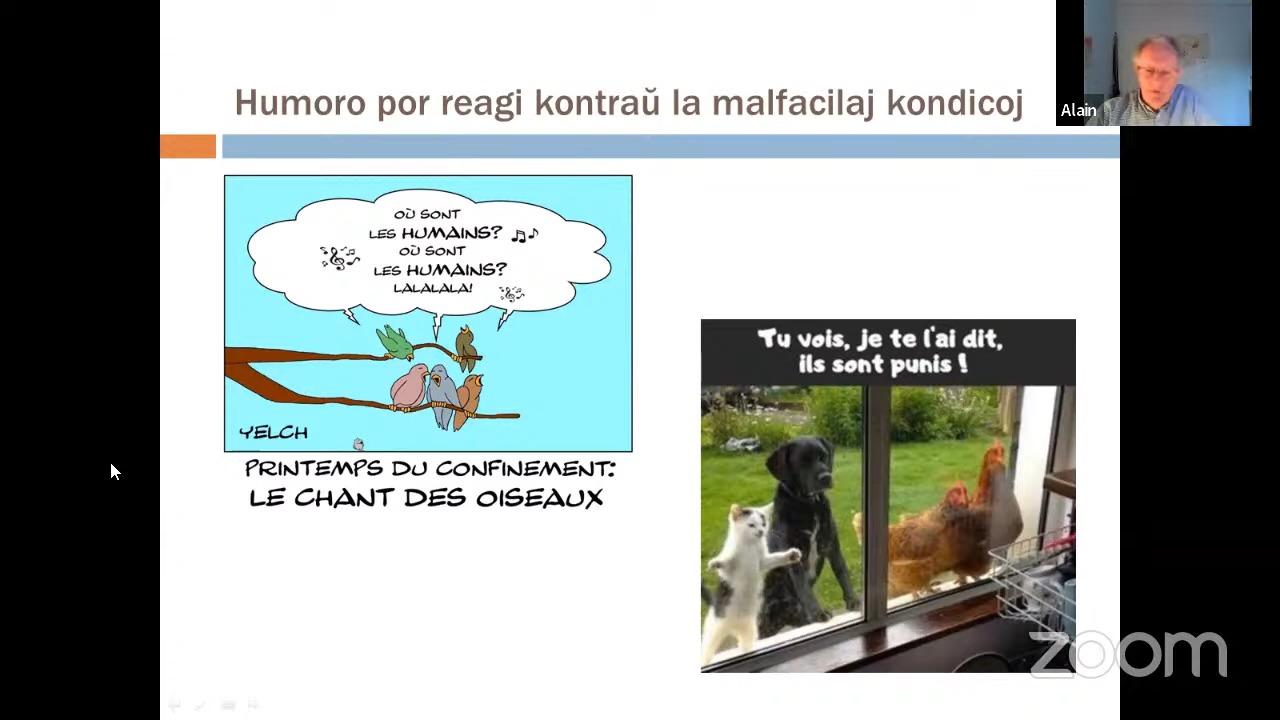 Humoro por reagi kontraŭ la malfacilaj kondicoj
Alain
OÙ SONT
LES HUMAINS?
OÙ SONT
LES HUMAINS?
LALALALA!
YELCH
PRINTEMPS DU CONFINEMENT:
LE CHANT DES OISEAUX
Tu vois, je te l'ai dit,
ils sont punis !
zoom